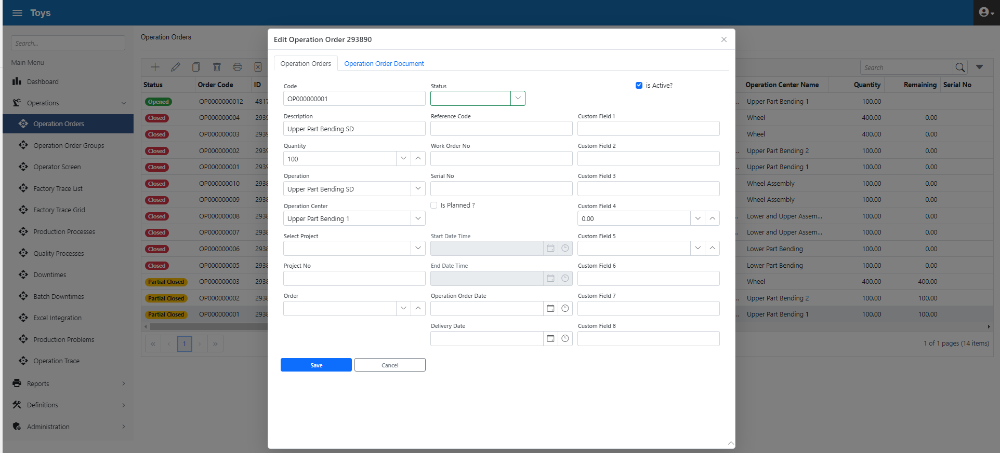 Toys
Search...
Main Menu
Dashboard
Operations
Operation Orders
Operation Order Groups
Operator Screen
Factory Trace List
Factory Trace Grid
Production Processes
Quality Processes
Downtimes
Batch Downtimes
Excel Integration
Production Problems
Operation Trace
Reports
Definitions
Administration
Operation Orders
Search
Status Order Code ID Operation Center Name Quantity Remaining Serial No
Opened OP0000000012 4817 .. Upper Part Bending 1 100.00
Closed OP000000004 2939 Wheel 400.00 0.00
Closed OP000000003 2939 Wheel 400.00 0.00
Closed OP000000002 2939 .. Upper Part Bending 2 100.00 0.00
Closed OP000000001 2939 .. Upper Part Bending 1 100.00 0.00
Closed OP000000010 2938 Wheel Assembly 100.00 0.00
Closed OP000000009 2938 Wheel Assembly 100.00 0.00
Closed OP000000008 2938 .. Lower and Upper Assem... 100.00 0.00
Closed OP000000007 2938 .. Lower and Upper Assem... 100.00 0.00
Closed OP000000006 2938 Lower Part Bending 100.00 0.00
Closed OP000000005 2938 Lower Part Bending 100.00 0.00
Partial Closed OP000000003 2938 Wheel 400.00 400.00
Partial Closed OP000000002 2938 .. Upper Part Bending 2 100.00 100.00
Partial Closed OP000000001 2938 .. Upper Part Bending 1 100.00 100.00
« ‹ 1 › »
1 of 1 pages (14 items)
Edit Operation Order 293890
Operation Orders Operation Order Document
Code Status is Active?
OP000000001
Description Reference Code Custom Field 1
Upper Part Bending SD
Quantity Work Order No Custom Field 2
100
Operation Serial No Custom Field 3
Upper Part Bending SD
Operation Center Is Planned ? Custom Field 4
Upper Part Bending 1 0.00
Select Project Start Date Time Custom Field 5
Project No End Date Time Custom Field 6
Order Operation Order Date Custom Field 7
Delivery Date Custom Field 8
Save Cancel